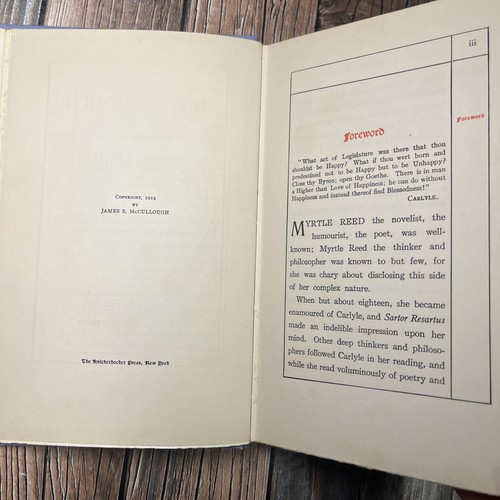 COPYRIGHT, 1913
BY
JAMES S. McCULLOUGH
The Knickerbocker Press, New York
iii
Foreword
Foreword
"What act of Legislature was there that thou
shouldst be Happy? What if thou wert born and
predestined not to be Happy but to be Unhappy?
Close thy Byron; open thy Goethe. There is in man
a Higher than Love of Happiness; he can do without
Happiness and instead thereof find Blessedness!"
CARLYLE.
MYRTLE REED the novelist, the
humourist, the poet, was well-
known; Myrtle Reed the thinker and
philosopher was known to but few, for
she was chary about disclosing this side
of her complex nature.
When but about eighteen, she became
enamoured of Carlyle, and Sartor Resartus
made an indelible impression upon her
mind. Other deep thinkers and philoso-
phers followed Carlyle in her reading, and
while she read voluminously of poetry and